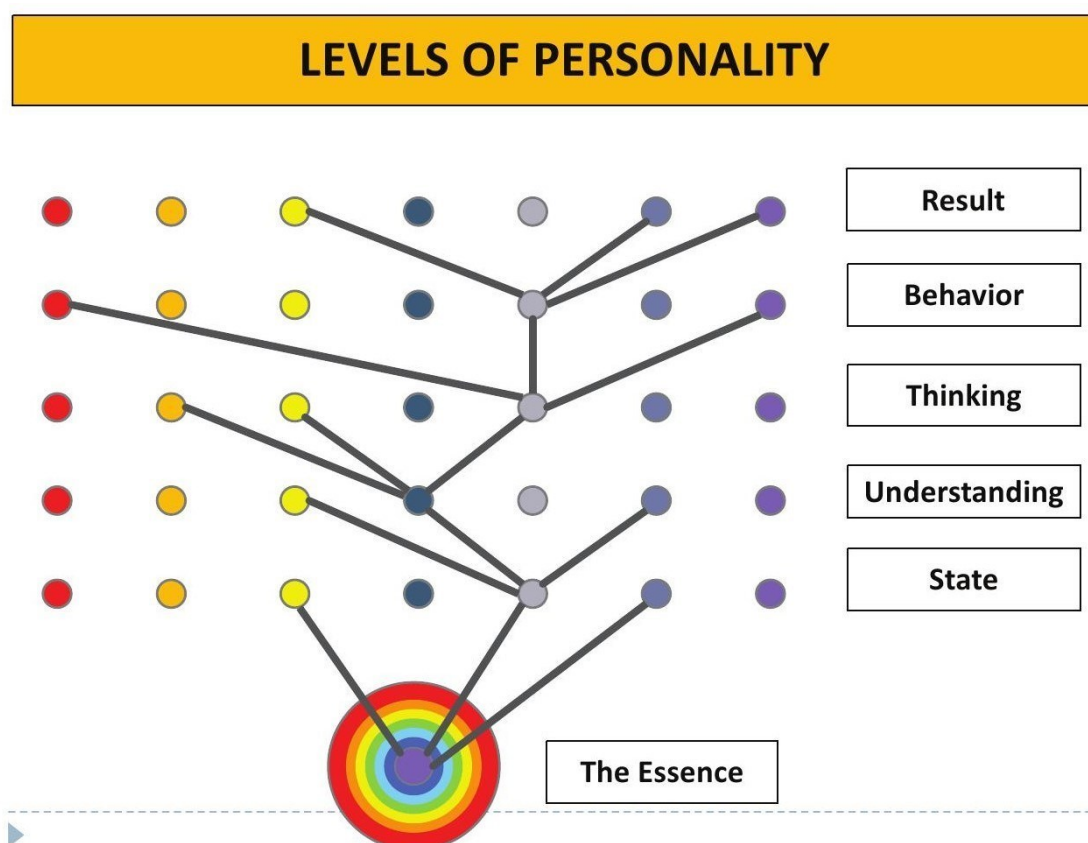 LEVELS OF PERSONALITY
Result
Behavior
Thinking
Understanding
State
The Essence